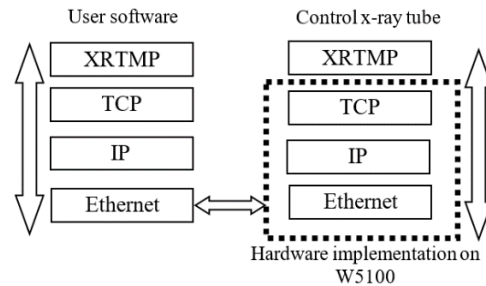 User software
Control x-ray tube
XRTMP
XRTMP
TCP
TCP
IP
IP
Ethernet
Ethernet
Hardware implementation on
W5100